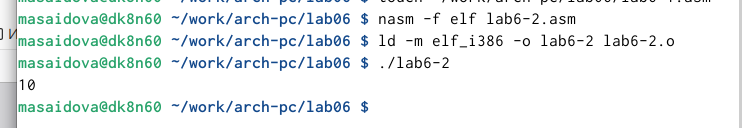 masaidova@dk8n60 ~/work/arch-pc/lab06 $ nasm -f elf lab6-2.asm
masaidova@dk8n60 ~/work/arch-pc/lab06 $ ld -m elf_i386 -o lab6-2 lab6-2.o
masaidova@dk8n60 ~/work/arch-pc/lab06 $ ./lab6-2
10
masaidova@dk8n60 ~/work/arch-pc/lab06 $